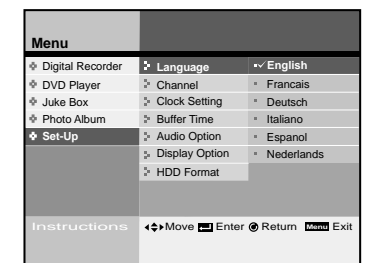 Menu
Digital Recorder
DVD Player
Juke Box
Photo Album
Set-Up
Language
Channel
Clock Setting
Buffer Time
Audio Option
Display Option
HDD Format
English
Francais
Deutsch
Italiano
Espanol
Nederlands
Instructions Move Enter Return Menu Exit